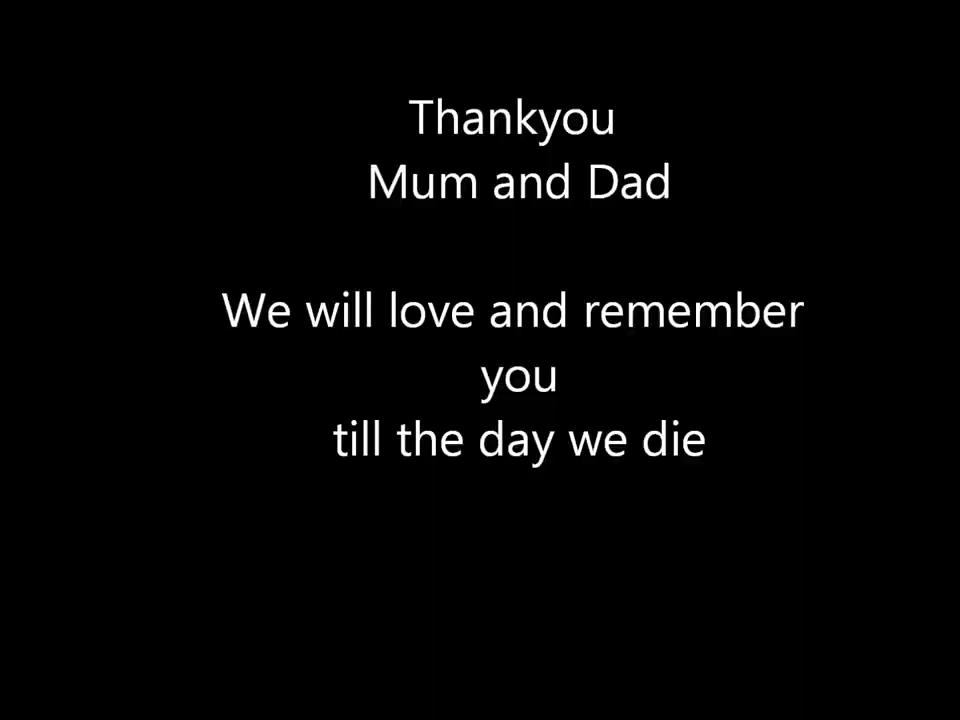 Thankyou
Mum and Dad
We will love and remember
you
till the day we die